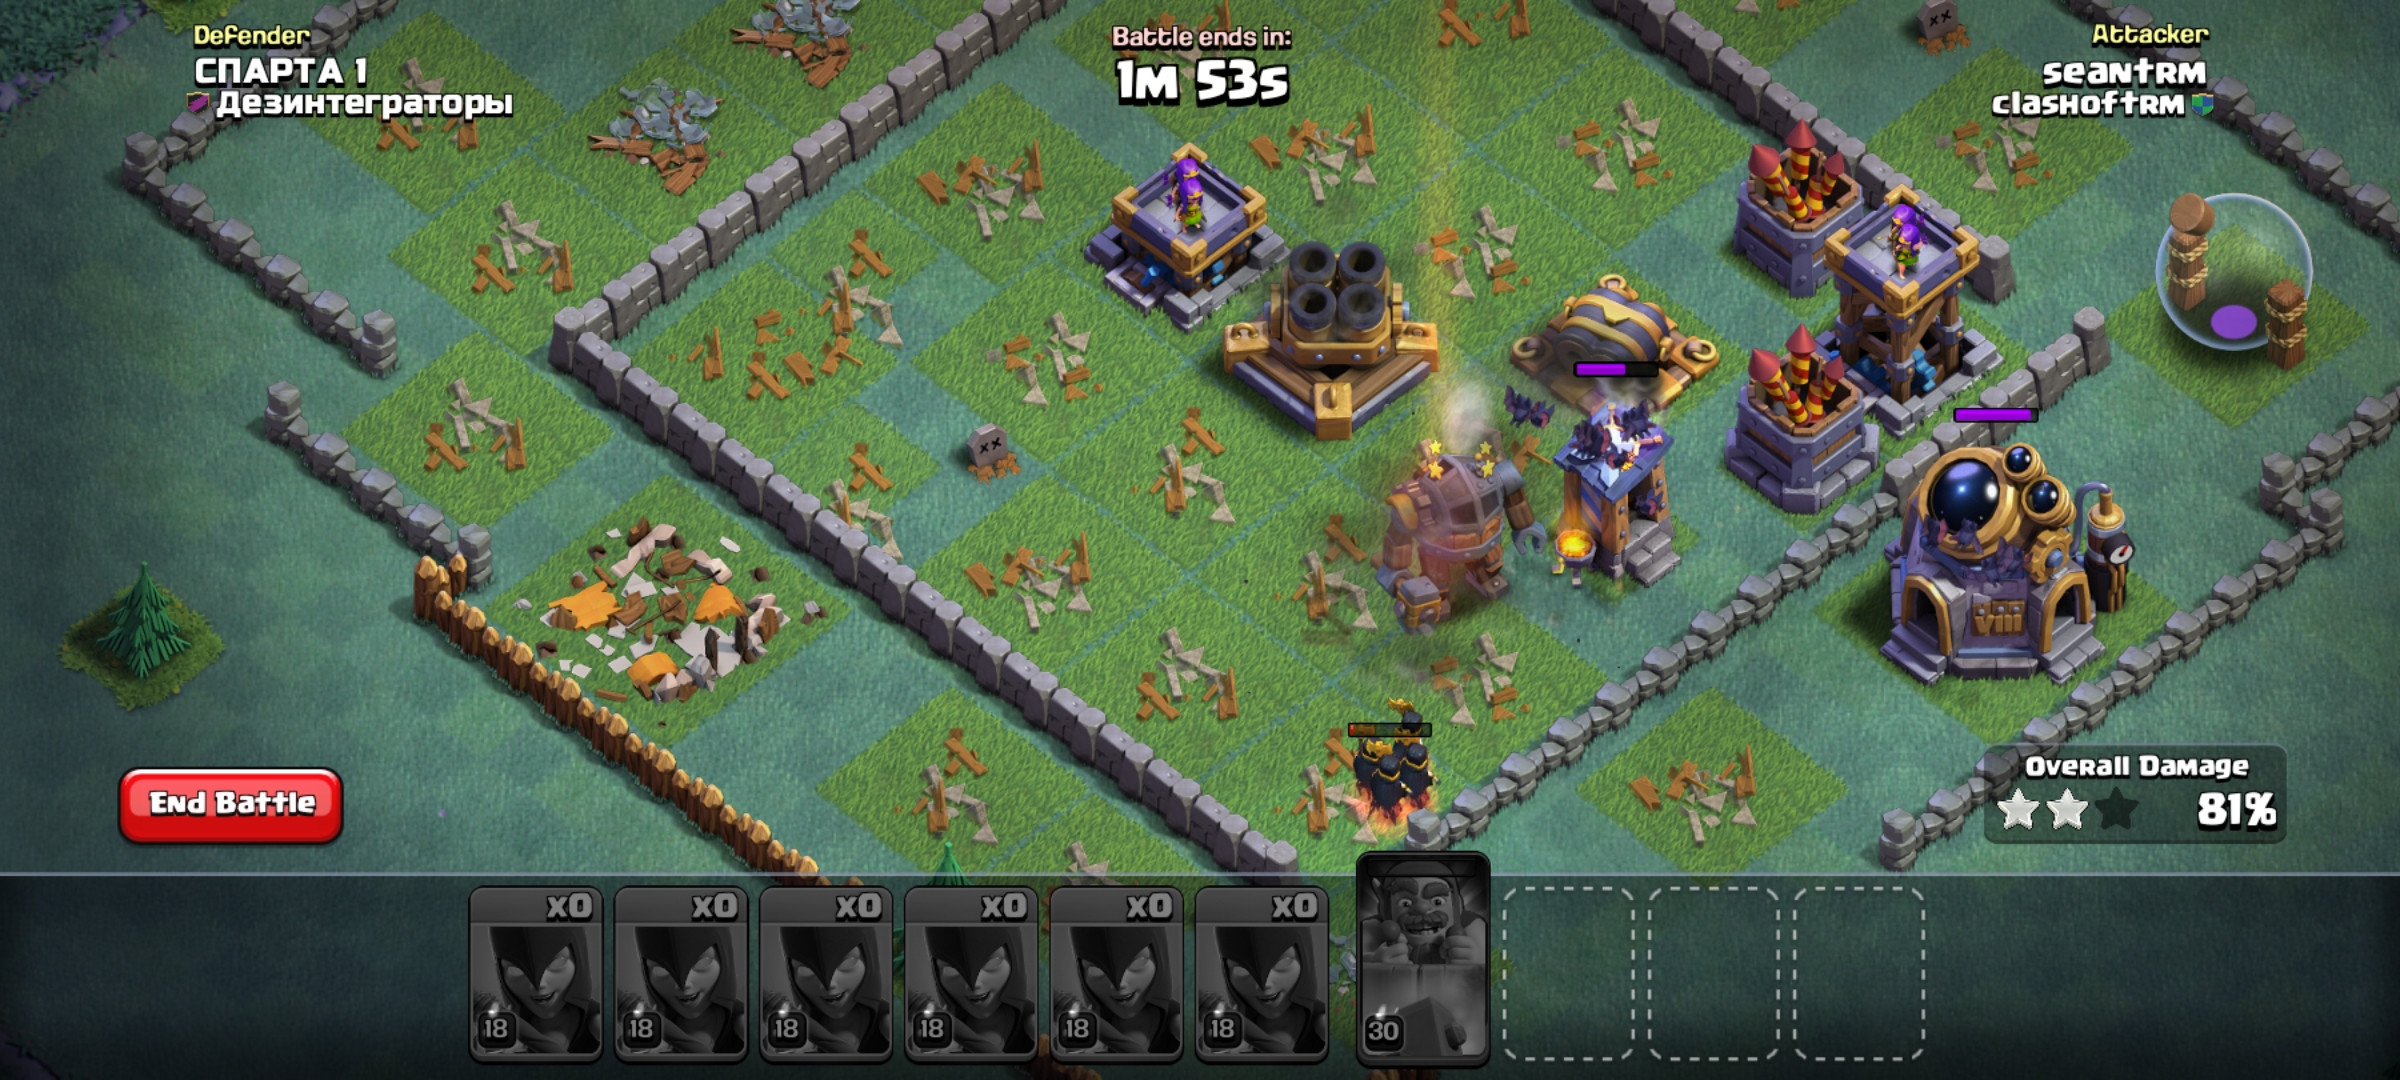 Defender
СПАРТА 1
Дезинтеграторы
Battle ends in:
1M 53s
Attacker
seantrm
clashoftrm
VIII
End Battle
Overall Damage
81%
x0 x0 x0 x0 x0 x0
18 18 18 18 18 18 30